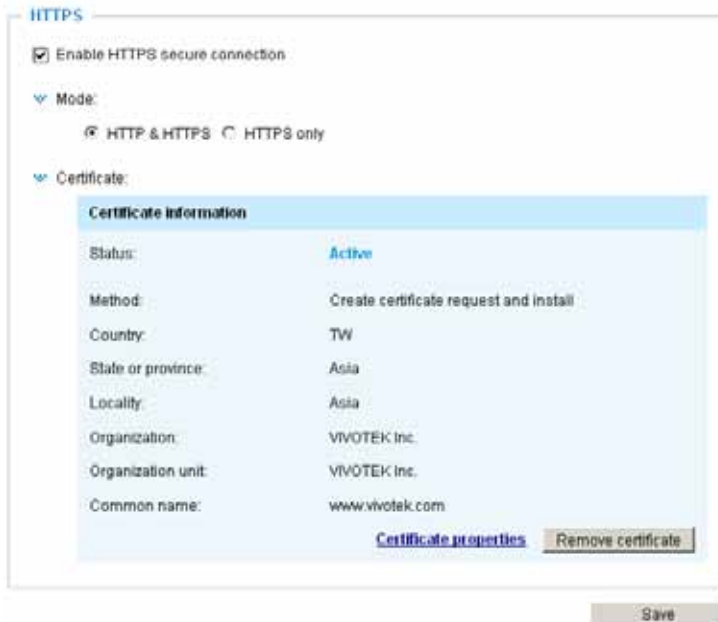 HTTPS
Enable HTTPS secure connection
Mode:
HTTP & HTTPS HTTPS only
Certificate:
Certificate information
Status: Active
Method: Create certificate request and install
Country: TW
State or province: Asia
Locality: Asia
Organization: VIVOTEK Inc.
Organization unit: VIVOTEK Inc.
Common name: www.vivotek.com
Certificate properties Remove certificate
Save